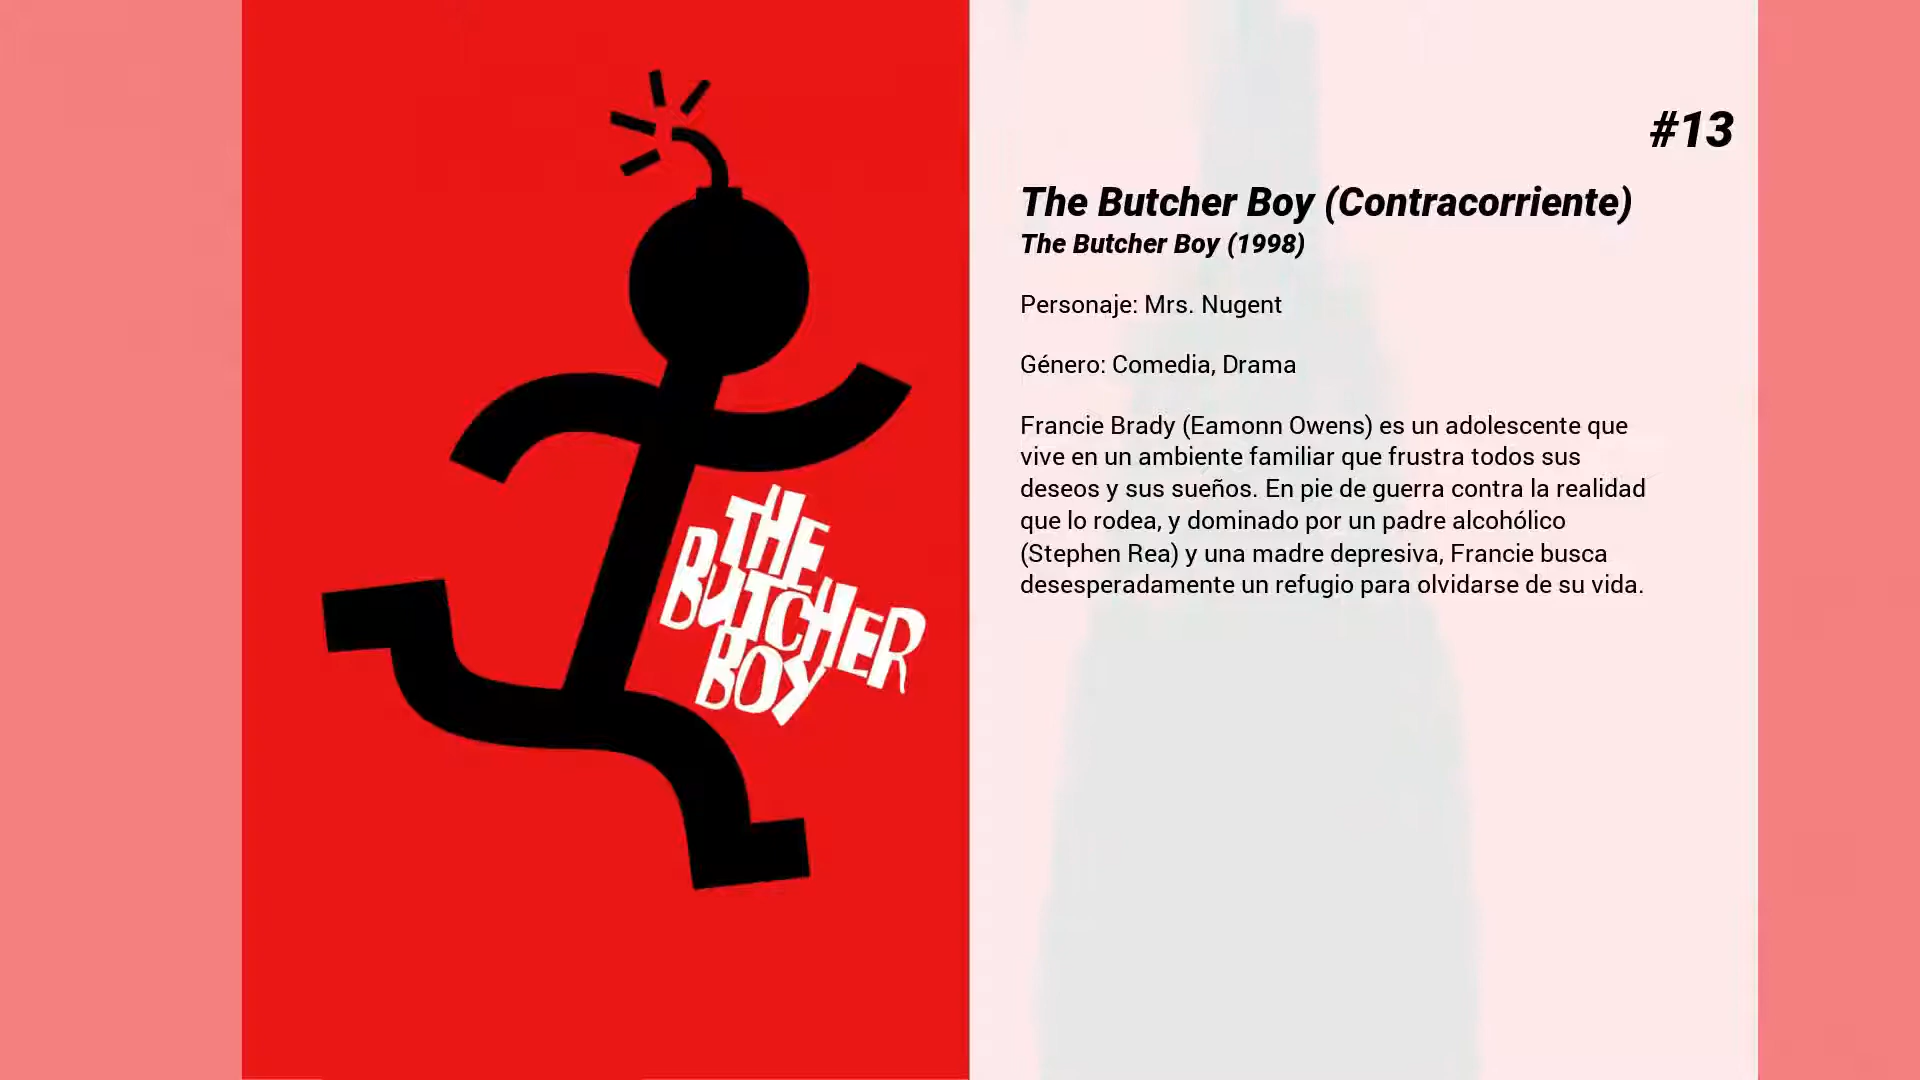 THE
BUTCHER
BOY
#13
The Butcher Boy (Contracorriente)
The Butcher Boy (1998)
Personaje: Mrs. Nugent
Género: Comedia, Drama
Francie Brady (Eamonn Owens) es un adolescente que
vive en un ambiente familiar que frustra todos sus
deseos y sus sueños. En pie de guerra contra la realidad
que lo rodea, y dominado por un padre alcohólico
(Stephen Rea) y una madre depresiva, Francie busca
desesperadamente un refugio para olvidarse de su vida.